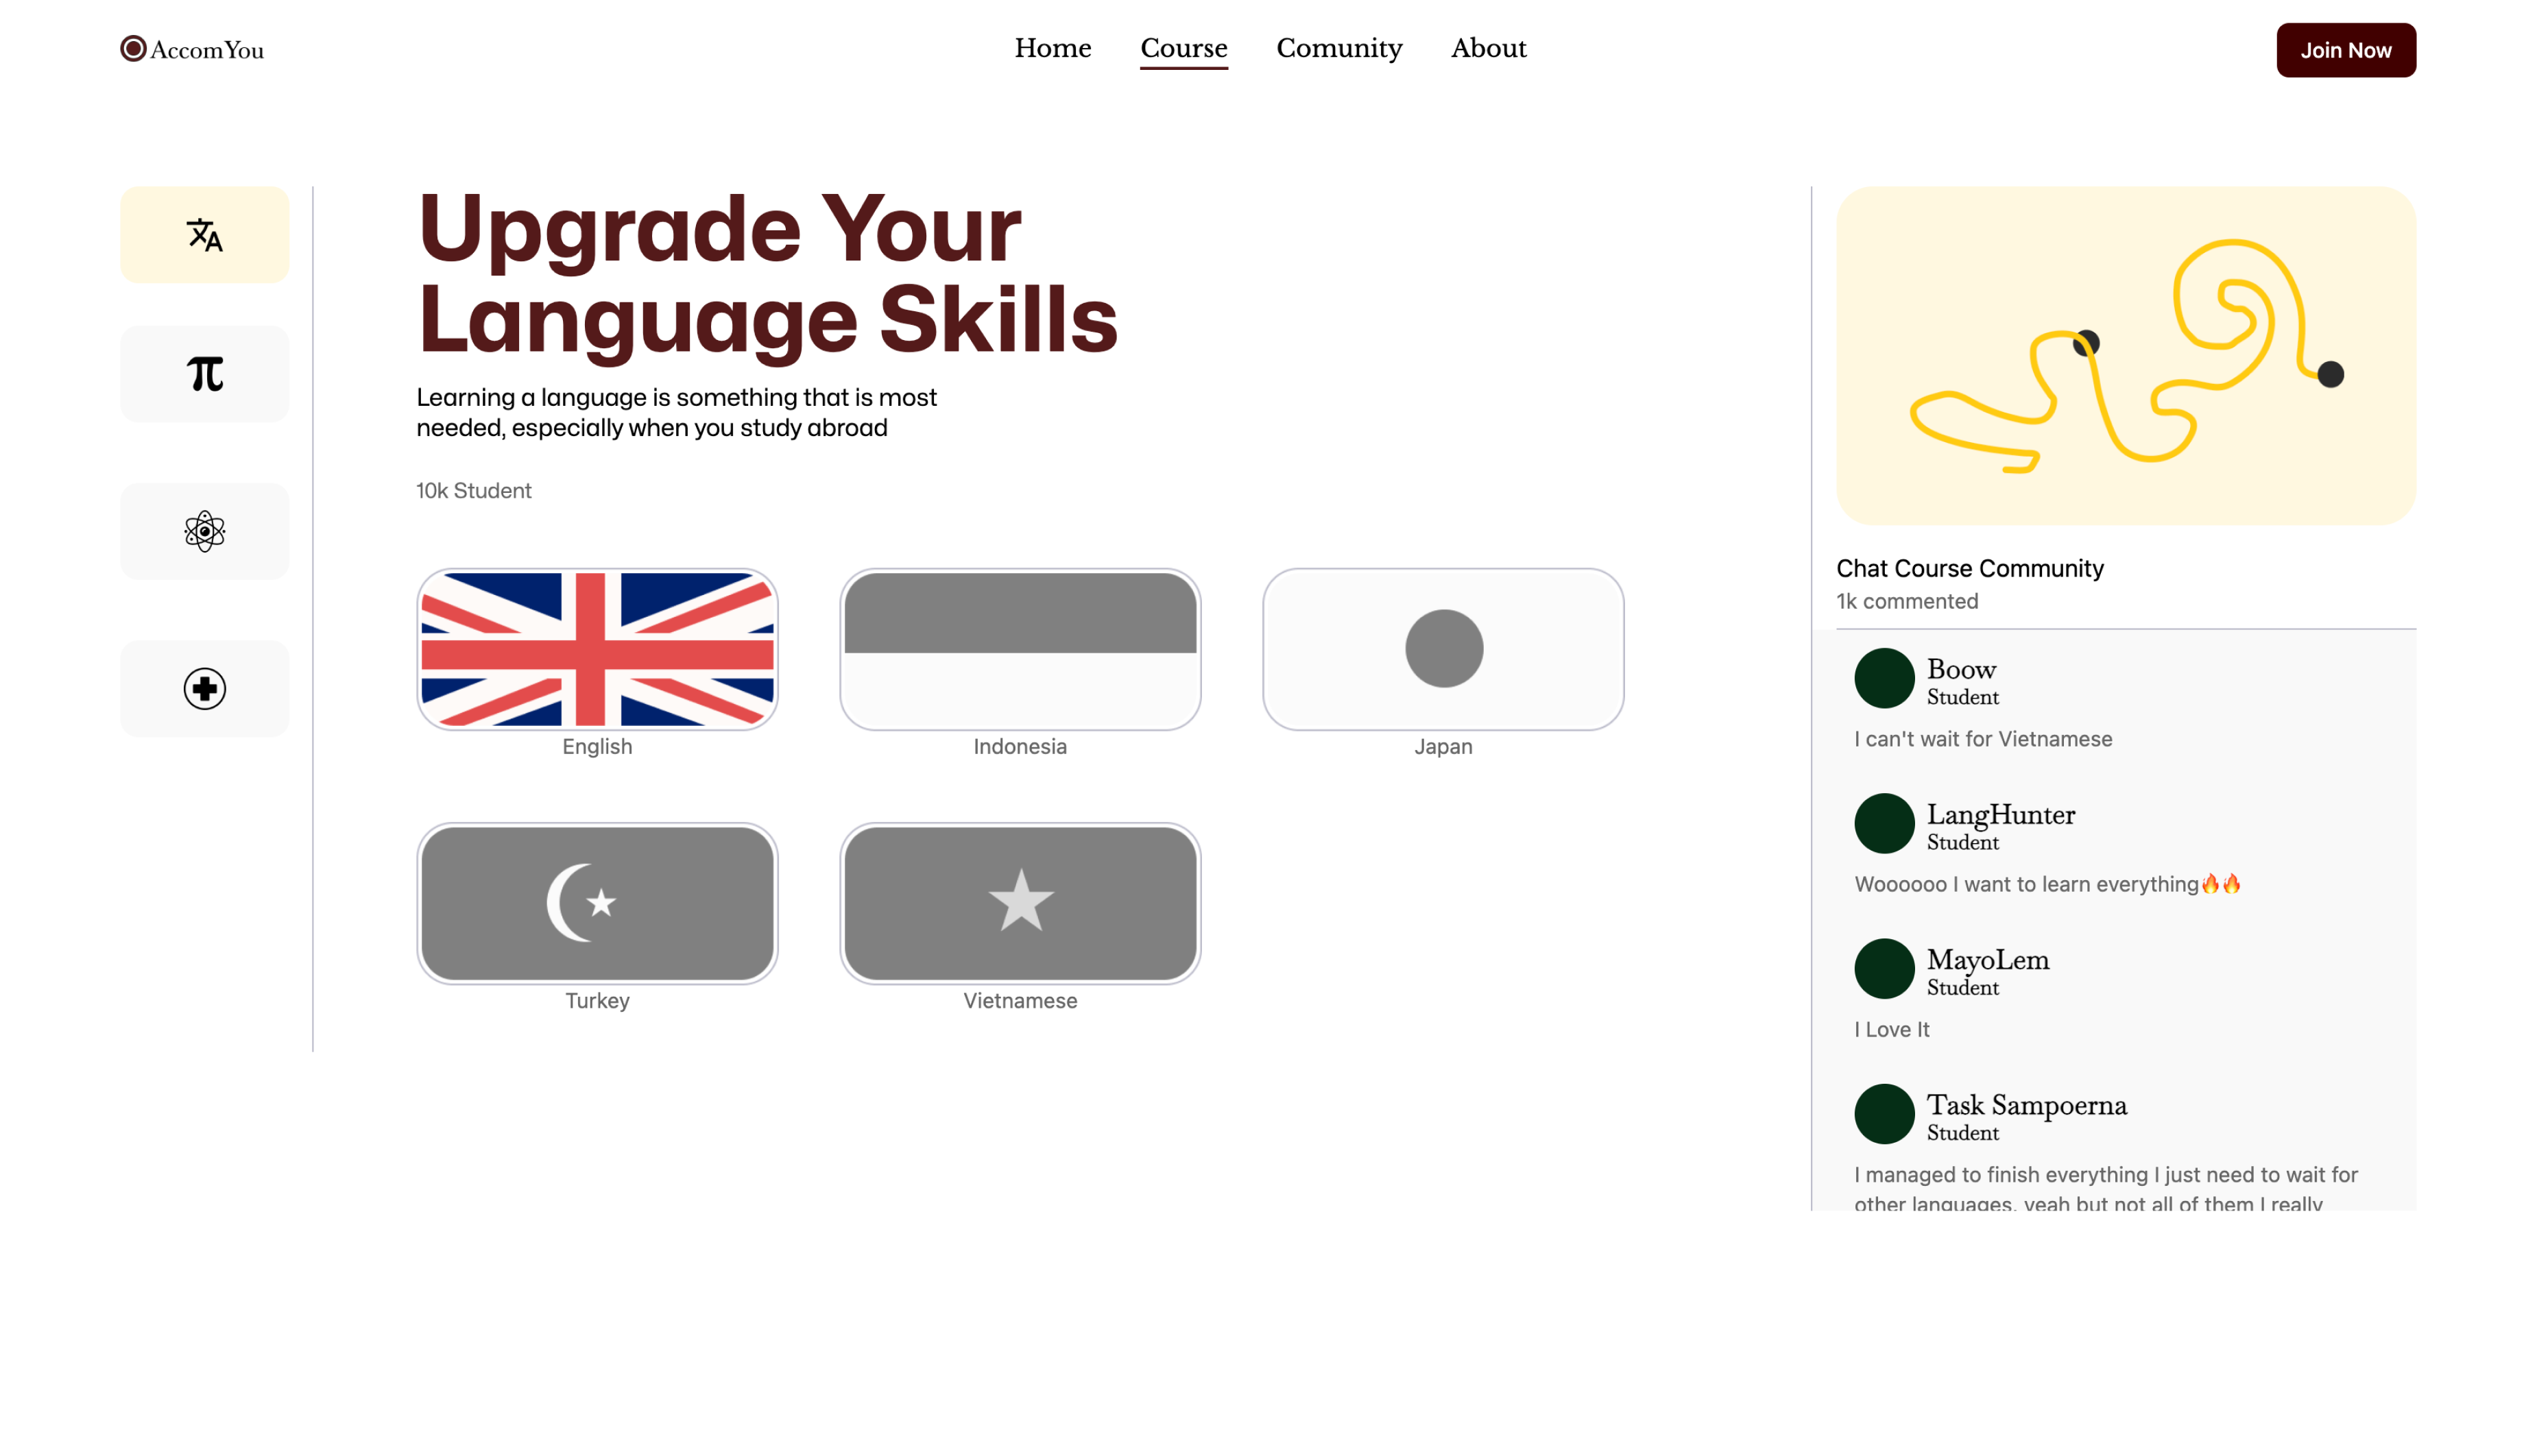 AccomYou
Home
Course
Comunity
About
Join Now
Upgrade Your
Language Skills
Learning a language is something that is most
needed, especially when you study abroad
10k Student
English
Indonesia
Japan
Turkey
Vietnamese
Chat Course Community
1k commented
Boow
Student
I can't wait for Vietnamese
LangHunter
Student
Woooooo I want to learn everything🔥🔥
MayoLem
Student
I Love It
Task Sampoerna
Student
I managed to finish everything I just need to wait for
other languages, yeah but not all of them I really